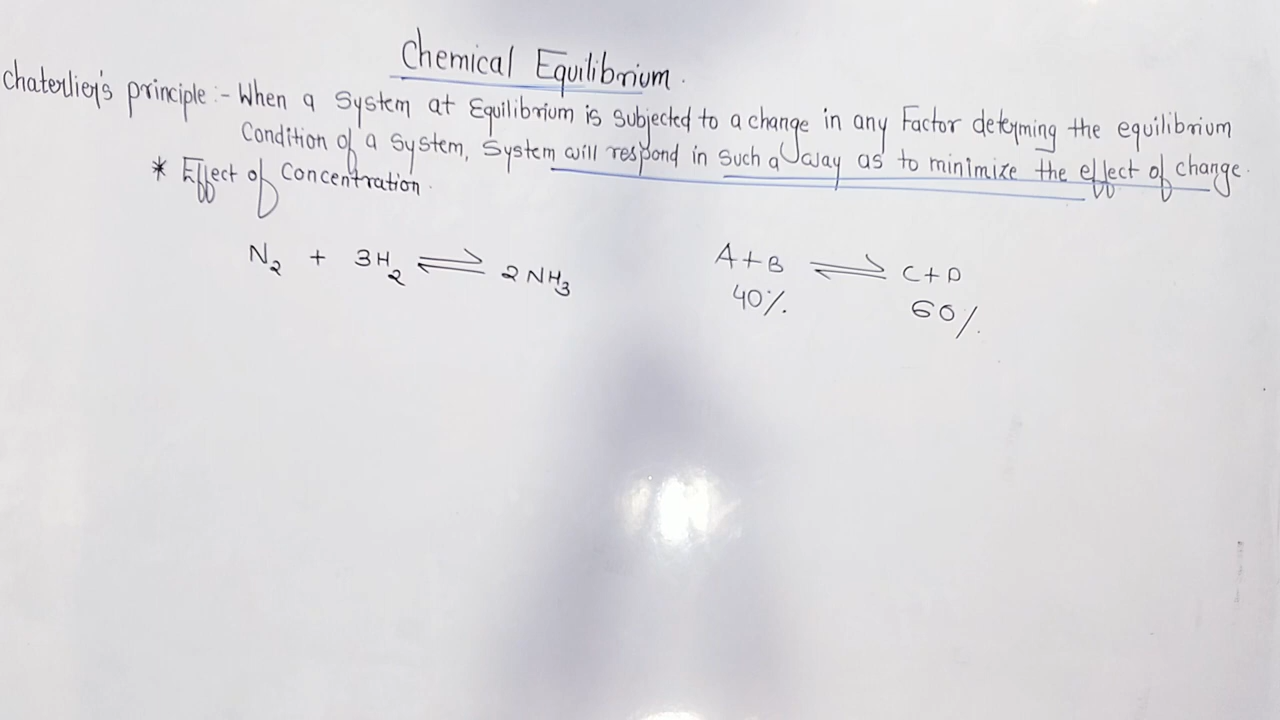 Chemical Equilibrium.
Chaterlier's principle :- When a System at Equilibrium is subjected to a change in any Factor determing the equilibrium
Condition of a System, System will respond in such a way as to minimize the effect of change.
* Effect of Concentration.
N₂ + 3H₂ ⇌ 2NH₃
A+B ⇌ C+D
40% 60%